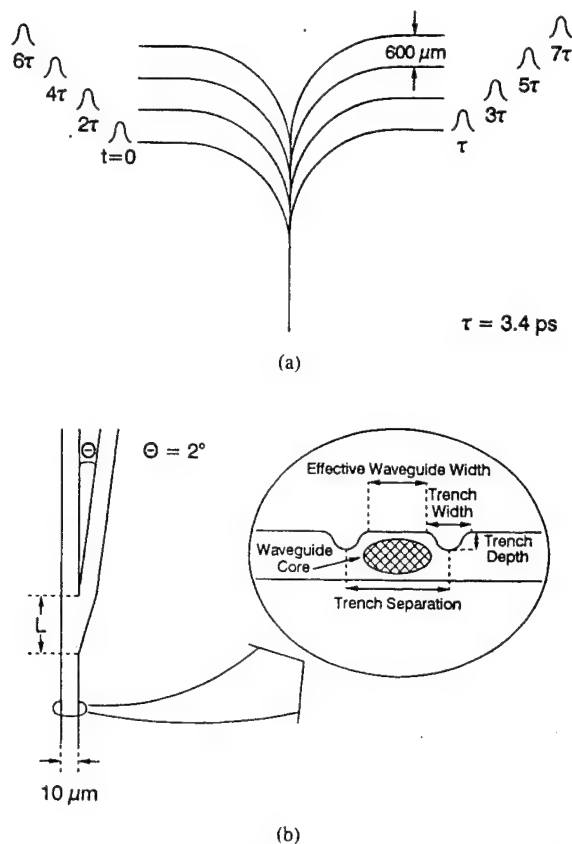 6τ
4τ
2τ
t=0
600 μm
7τ
5τ
3τ
τ
τ = 3.4 ps
(a)
Θ
Θ = 2°
Effective Waveguide Width
Trench
Width
Waveguide
Core
Trench
Depth
Trench Separation
L
10 μm
(b)